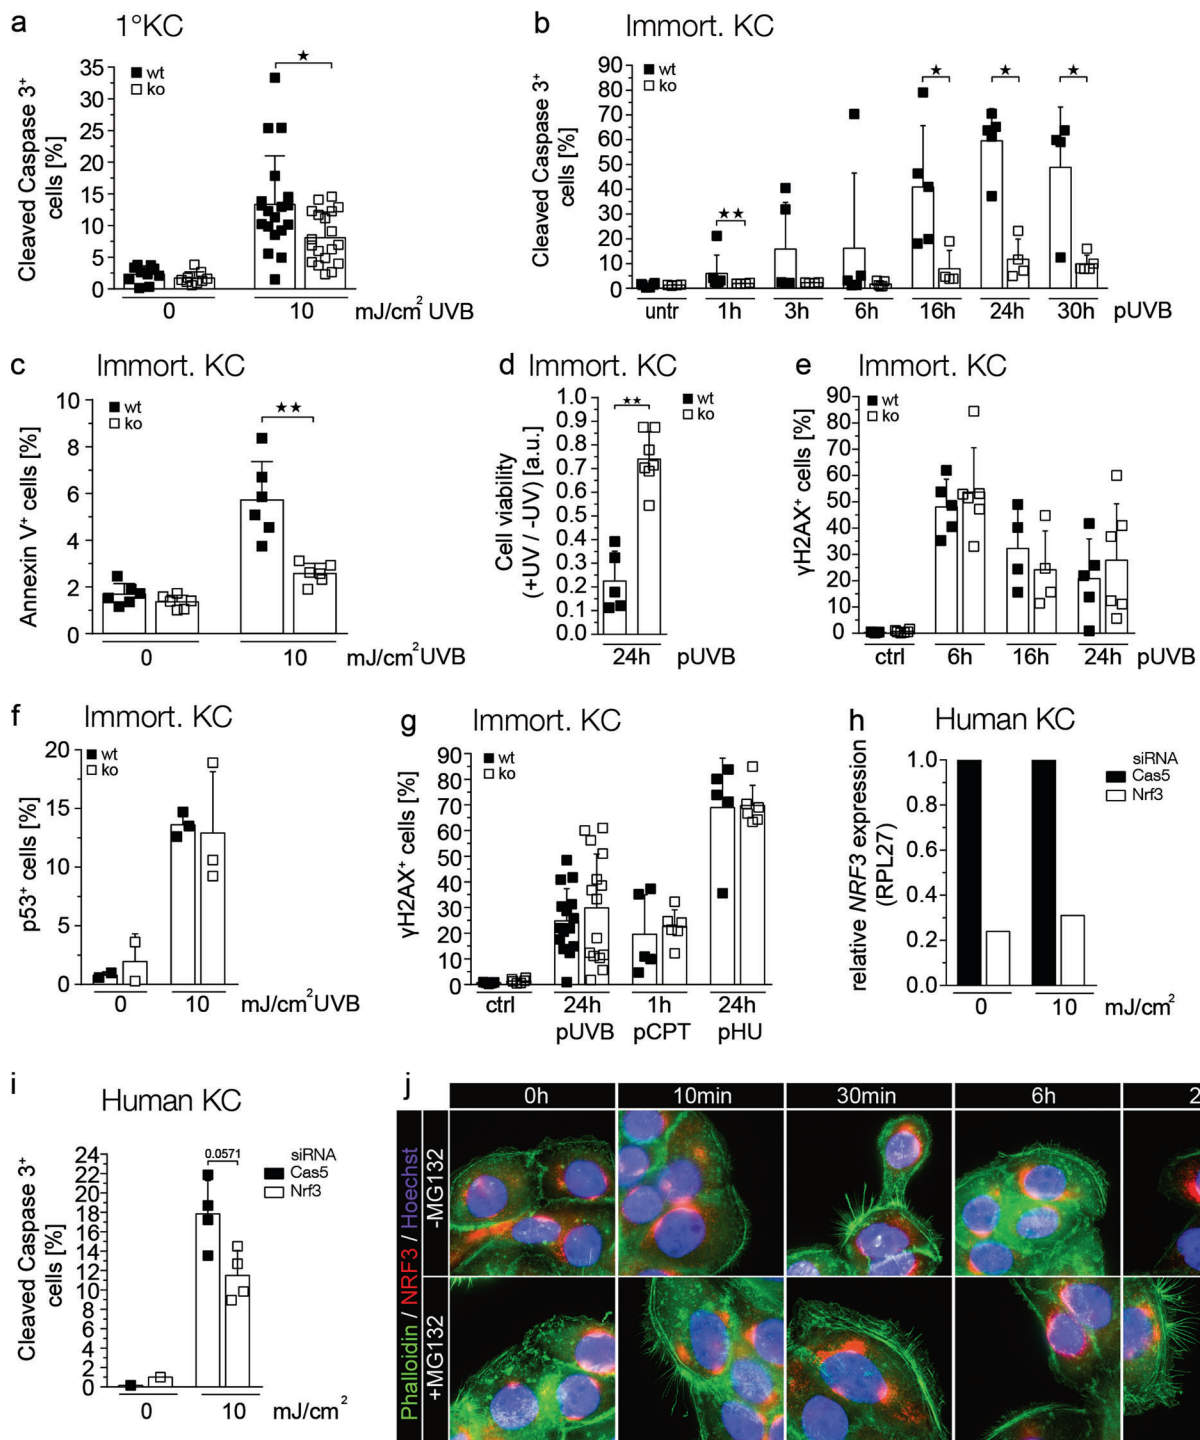 a 1°KC
Cleaved Caspase 3⁺
cells [%]
35
30
25
20
15
10
5
0
wt
ko
★
0 10 mJ/cm² UVB
b Immort. KC
Cleaved Caspase 3⁺
cells [%]
90
80
70
60
50
40
30
20
10
0
wt
ko
★★ ★ ★ ★
untr 1h 3h 6h 16h 24h 30h pUVB
c Immort. KC
Annexin V⁺ cells [%]
10
8
6
4
2
0
wt
ko
★★
0 10 mJ/cm² UVB
d Immort. KC
Cell viability
(+UV / -UV) [a.u.]
1.0
0.9
0.8
0.7
0.6
0.5
0.4
0.3
0.2
0.1
0.0
★★
wt
ko
24h pUVB
e Immort. KC
γH2AX⁺ cells [%]
90
80
70
60
50
40
30
20
10
0
wt
ko
ctrl 6h 16h 24h pUVB
f Immort. KC
p53⁺ cells [%]
20
15
10
5
0
wt
ko
0 10 mJ/cm² UVB
g Immort. KC
γH2AX⁺ cells [%]
90
80
70
60
50
40
30
20
10
0
wt
ko
ctrl 24h 1h 24h
pUVB pCPT pHU
h Human KC
relative NRF3 expression
(RPL27)
1.0
0.8
0.6
0.4
0.2
0.0
siRNA
Cas5
Nrf3
0 10 mJ/cm²
i Human KC
Cleaved Caspase 3⁺
cells [%]
24
22
20
18
16
14
12
10
8
6
4
2
0
0.0571
siRNA
Cas5
Nrf3
0 10 mJ/cm²
j
0h 10min 30min 6h 2
Phalloidin / NRF3 / Hoechst
-MG132
+MG132